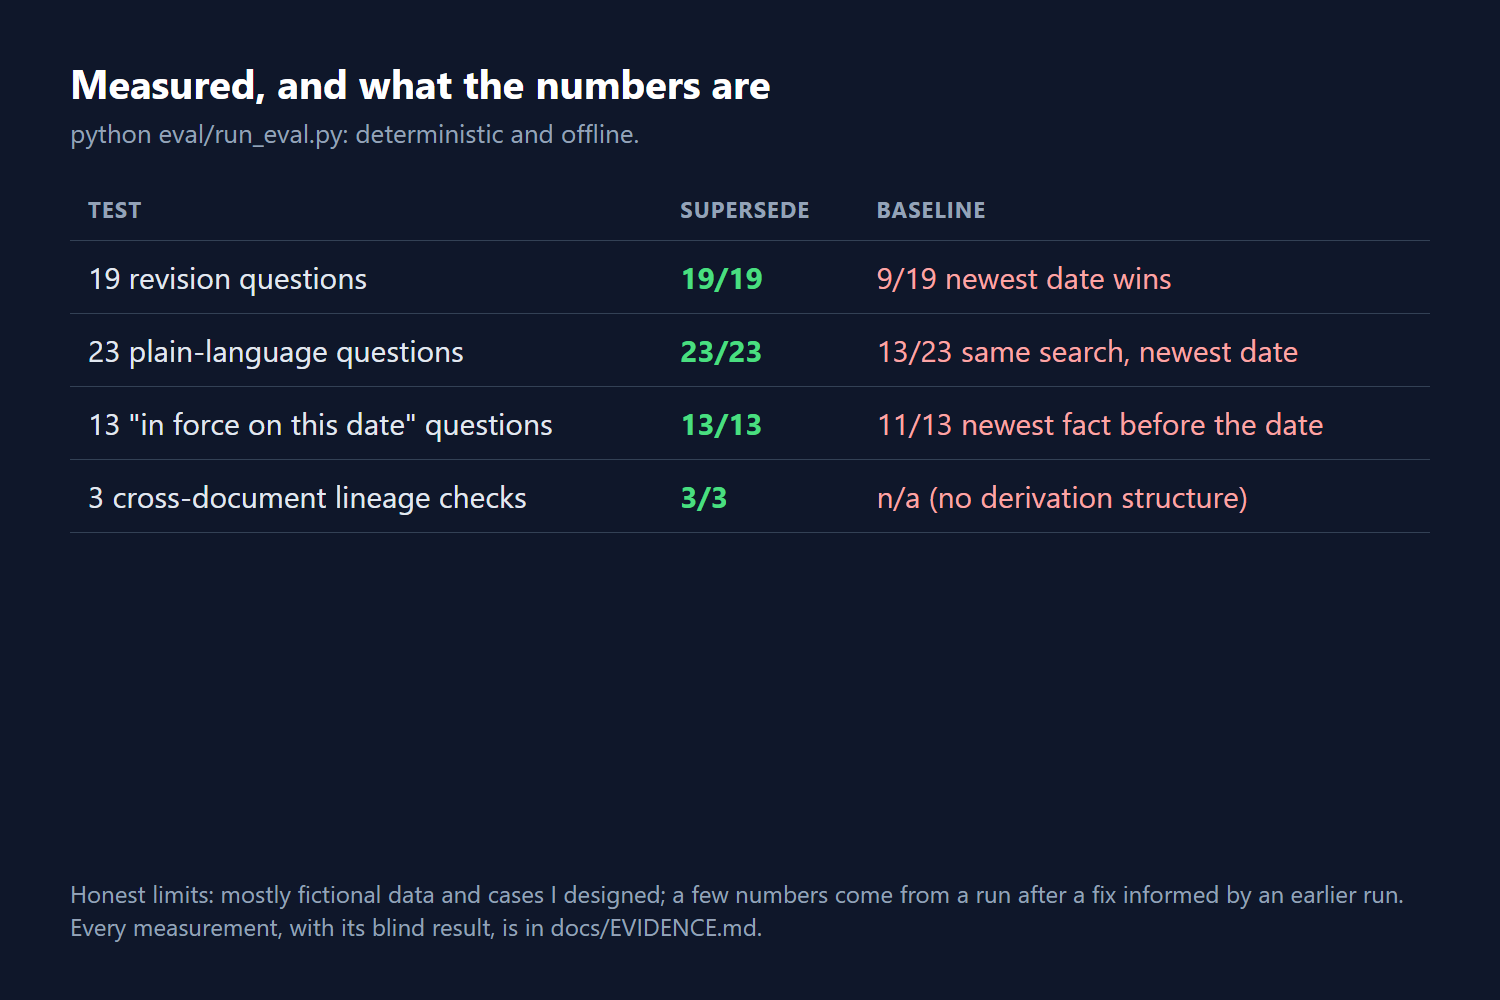 Measured, and what the numbers are
python eval/run_eval.py: deterministic and offline.
TEST SUPERSEDE BASELINE
19 revision questions 19/19 9/19 newest date wins
23 plain-language questions 23/23 13/23 same search, newest date
13 "in force on this date" questions 13/13 11/13 newest fact before the date
3 cross-document lineage checks 3/3 n/a (no derivation structure)
Honest limits: mostly fictional data and cases I designed; a few numbers come from a run after a fix informed by an earlier run.
Every measurement, with its blind result, is in docs/EVIDENCE.md.